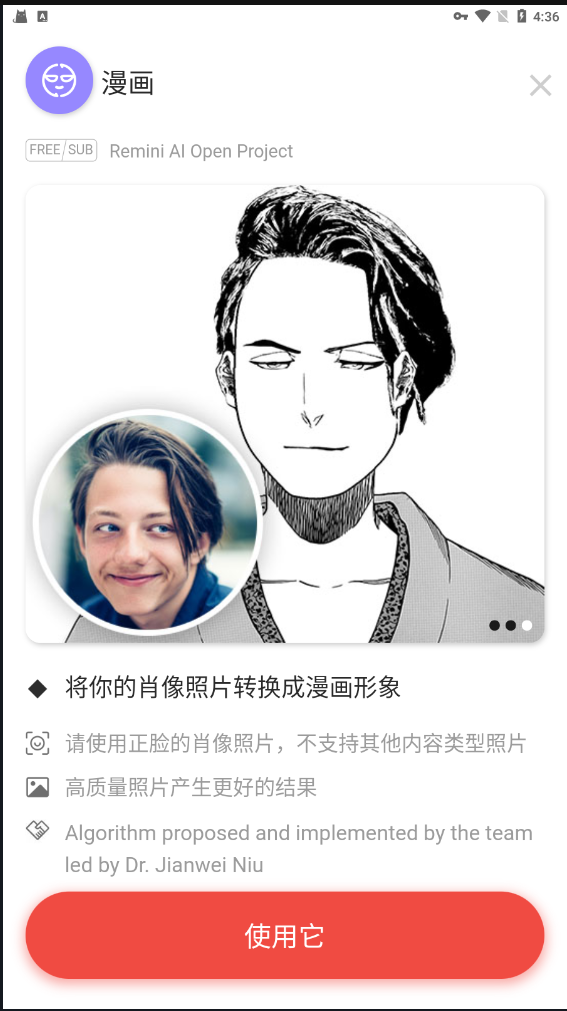 4:36
漫画
FREE/SUB
Remini AI Open Project
将你的肖像照片转换成漫画形象
请使用正脸的肖像照片，不支持其他内容类型照片
高质量照片产生更好的结果
Algorithm proposed and implemented by the team
led by Dr. Jianwei Niu
使用它